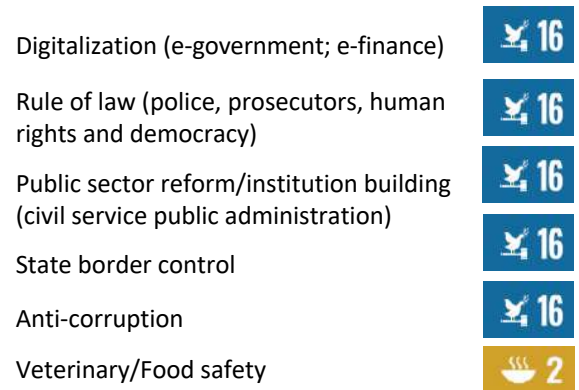 Digitalization (e-government; e-finance) 16
Rule of law (police, prosecutors, human
rights and democracy) 16
Public sector reform/institution building
(civil service public administration) 16
State border control 16
Anti-corruption 16
Veterinary/Food safety 2